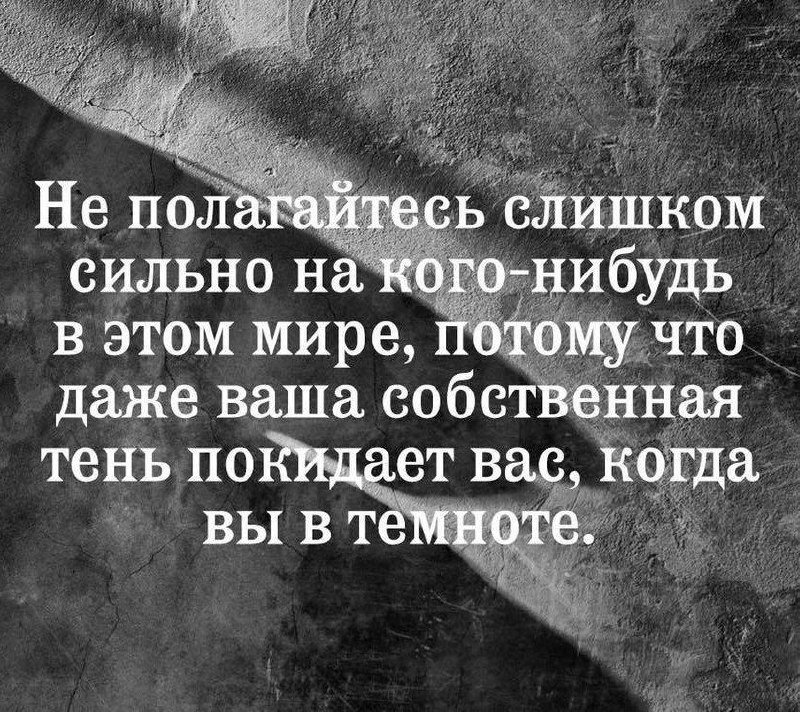 Не полагайтесь слишком
сильно на кого-нибудь
в этом мире, потому что
даже ваша собственная
тень покидает вас, когда
вы в темноте.